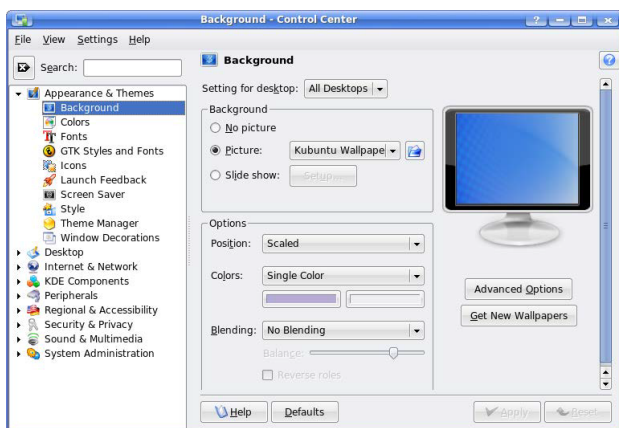 Background - Control Center
File View Settings Help
Search:
Appearance & Themes
Background
Colors
Fonts
GTK Styles and Fonts
Icons
Launch Feedback
Screen Saver
Style
Theme Manager
Window Decorations
Desktop
Internet & Network
KDE Components
Peripherals
Regional & Accessibility
Security & Privacy
Sound & Multimedia
System Administration
Background
Setting for desktop: All Desktops
Background
No picture
Picture: Kubuntu Wallpape
Slide show: Setup...
Options
Position: Scaled
Colors: Single Color
Blending: No Blending
Balance:
Reverse roles
Advanced Options
Get New Wallpapers
Help Defaults Apply Reset